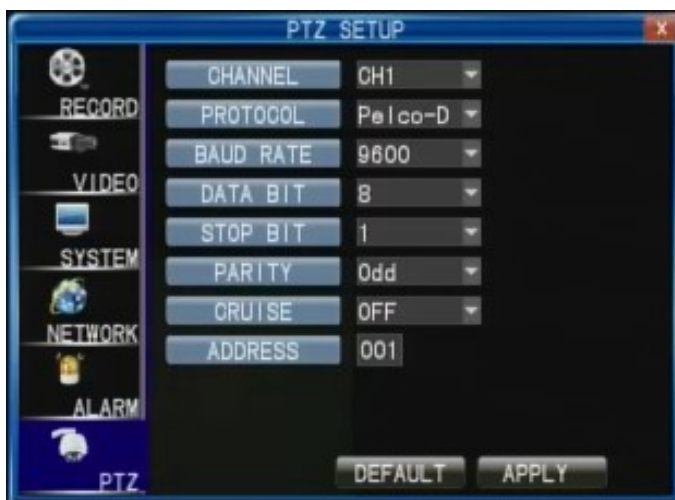 PTZ SETUP
X
RECORD
VIDEO
SYSTEM
NETWORK
ALARM
PTZ
CHANNEL CH1
PROTOCOL Pelco-D
BAUD RATE 9600
DATA BIT 8
STOP BIT 1
PARITY Odd
CRUISE OFF
ADDRESS 001
DEFAULT APPLY